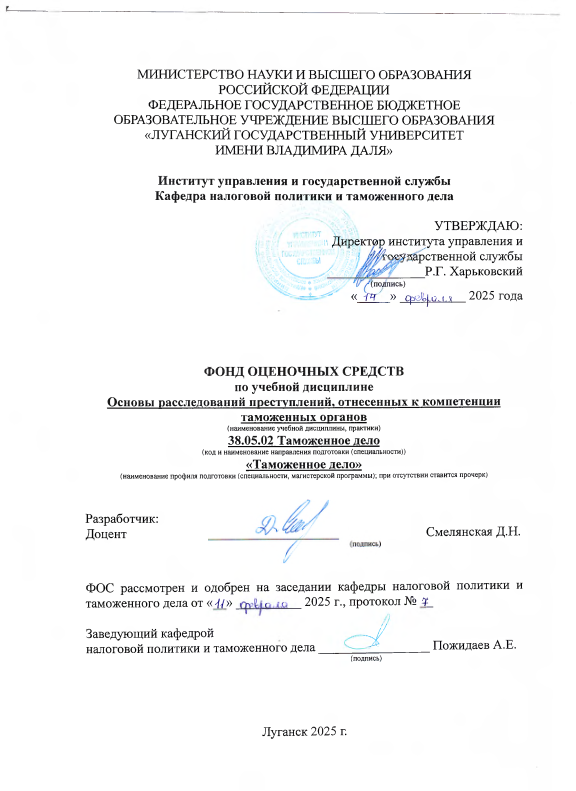 МИНИСТЕРСТВО НАУКИ И ВЫСШЕГО ОБРАЗОВАНИЯ
РОССИЙСКОЙ ФЕДЕРАЦИИ
ФЕДЕРАЛЬНОЕ ГОСУДАРСТВЕННОЕ БЮДЖЕТНОЕ
ОБРАЗОВАТЕЛЬНОЕ УЧРЕЖДЕНИЕ ВЫСШЕГО ОБРАЗОВАНИЯ
«ЛУГАНСКИЙ ГОСУДАРСТВЕННЫЙ УНИВЕРСИТЕТ
ИМЕНИ ВЛАДИМИРА ДАЛЯ»
Институт управления и государственной службы
Кафедра налоговой политики и таможенного дела
УТВЕРЖДАЮ:
Директор института управления и
государственной службы
Р.Г. Харьковский
(подпись)
«14» февраля 2025 года
ИНСТИТУТ
УПРАВЛЕНИЯ И
ГОСУДАРСТВЕННОЙ
СЛУЖБЫ
ФОНД ОЦЕНОЧНЫХ СРЕДСТВ
по учебной дисциплине
Основы расследований преступлений, отнесенных к компетенции
таможенных органов
(наименование учебной дисциплины, практики)
38.05.02 Таможенное дело
(код и наименование направления подготовки (специальности))
«Таможенное дело»
(наименование профиля подготовки (специальности, магистерской программы); при отсутствии ставится прочерк)
Разработчик:
Доцент Смелянская Д.Н.
(подпись)
ФОС рассмотрен и одобрен на заседании кафедры налоговой политики и
таможенного дела от «11» февраля 2025 г., протокол № 7
Заведующий кафедрой
налоговой политики и таможенного дела Пожидаев А.Е.
(подпись)
Луганск 2025 г.